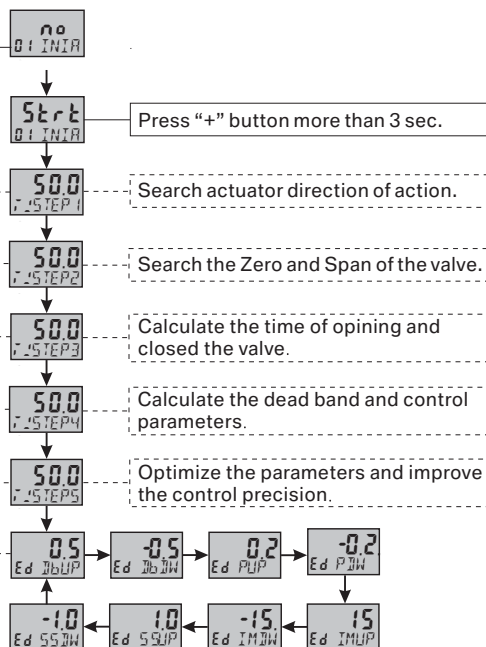 no
01 INIA
Strt
01 INIA
Press “+” button more than 3 sec.
50.0
STEP1
Search actuator direction of action.
50.0
STEP2
Search the Zero and Span of the valve.
50.0
STEP3
Calculate the time of opining and
closed the valve.
50.0
STEP4
Calculate the dead band and control
parameters.
50.0
STEP5
Optimize the parameters and improve
the control precision.
0.5
Ed DbUP
-0.5
Ed DbDW
0.2
Ed PUP
-0.2
Ed PDW
-1.0
Ed SSDW
1.0
Ed SSUP
-15.
Ed IMDW
15
Ed IMUP